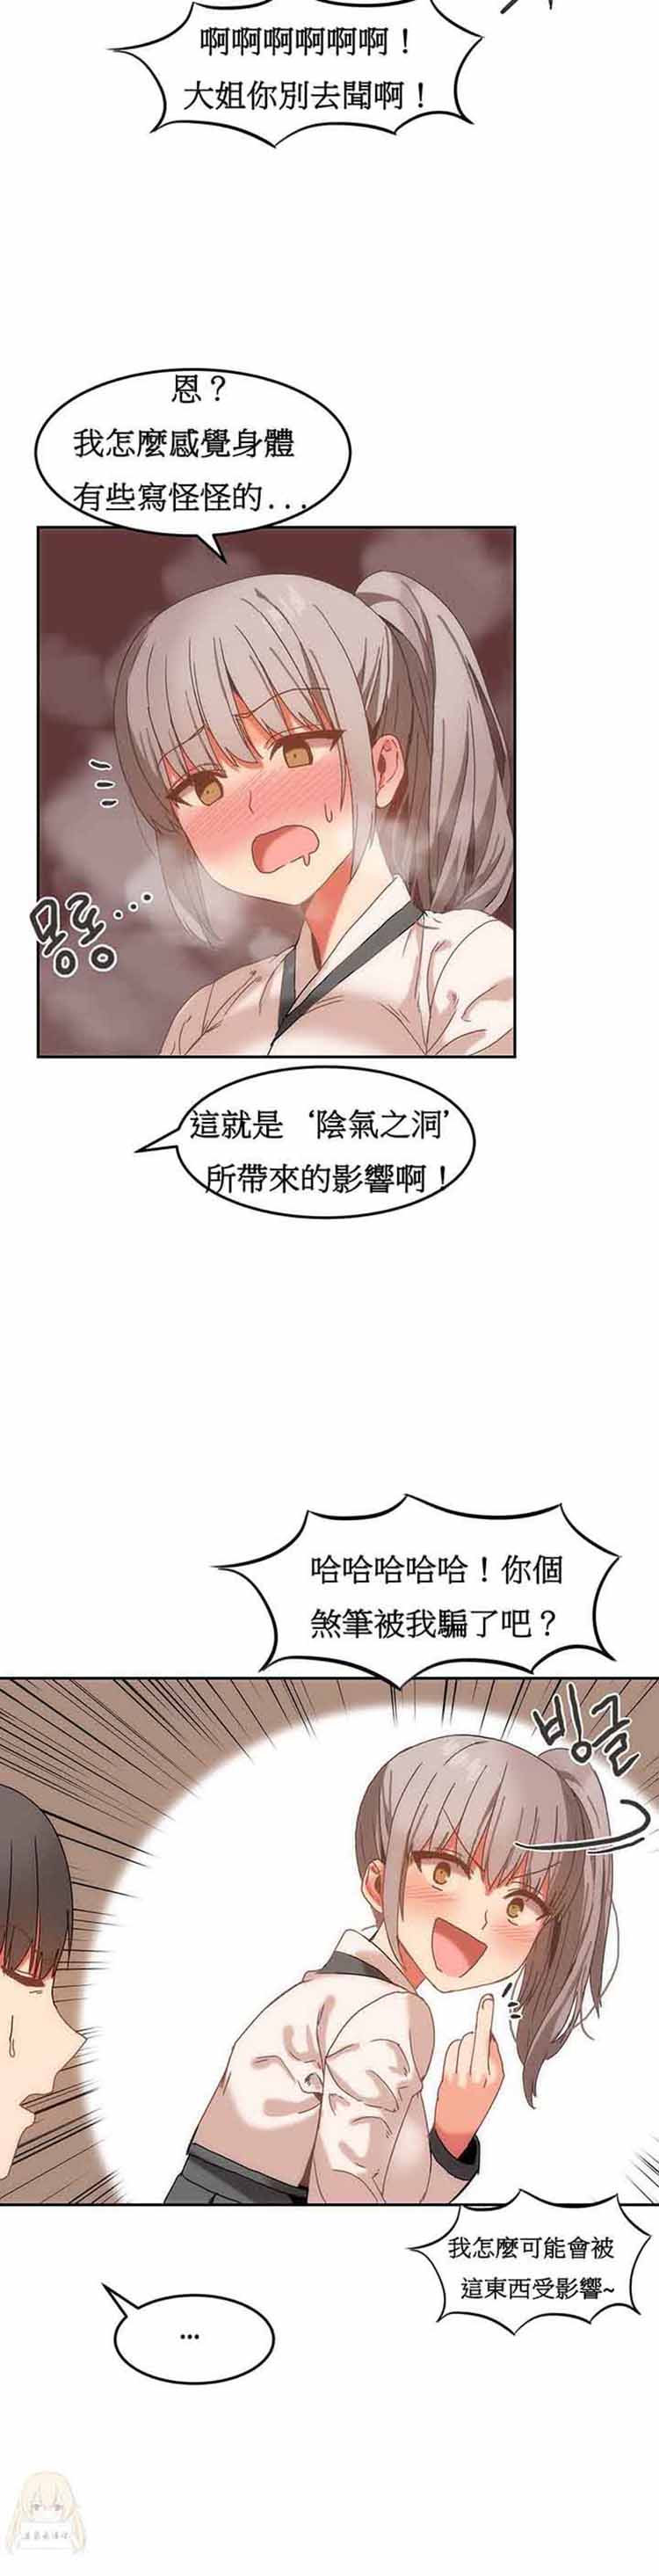 啊啊啊啊啊啊！
大姐你別去聞啊！
恩？
我怎麼感覺身體
有些寫怪怪的...
몽롱...
這就是‘陰氣之洞’
所帶來的影響啊！
哈哈哈哈哈！你個
煞筆被我騙了吧？
빙글
我怎麼可能會被
這東西受影響~
...